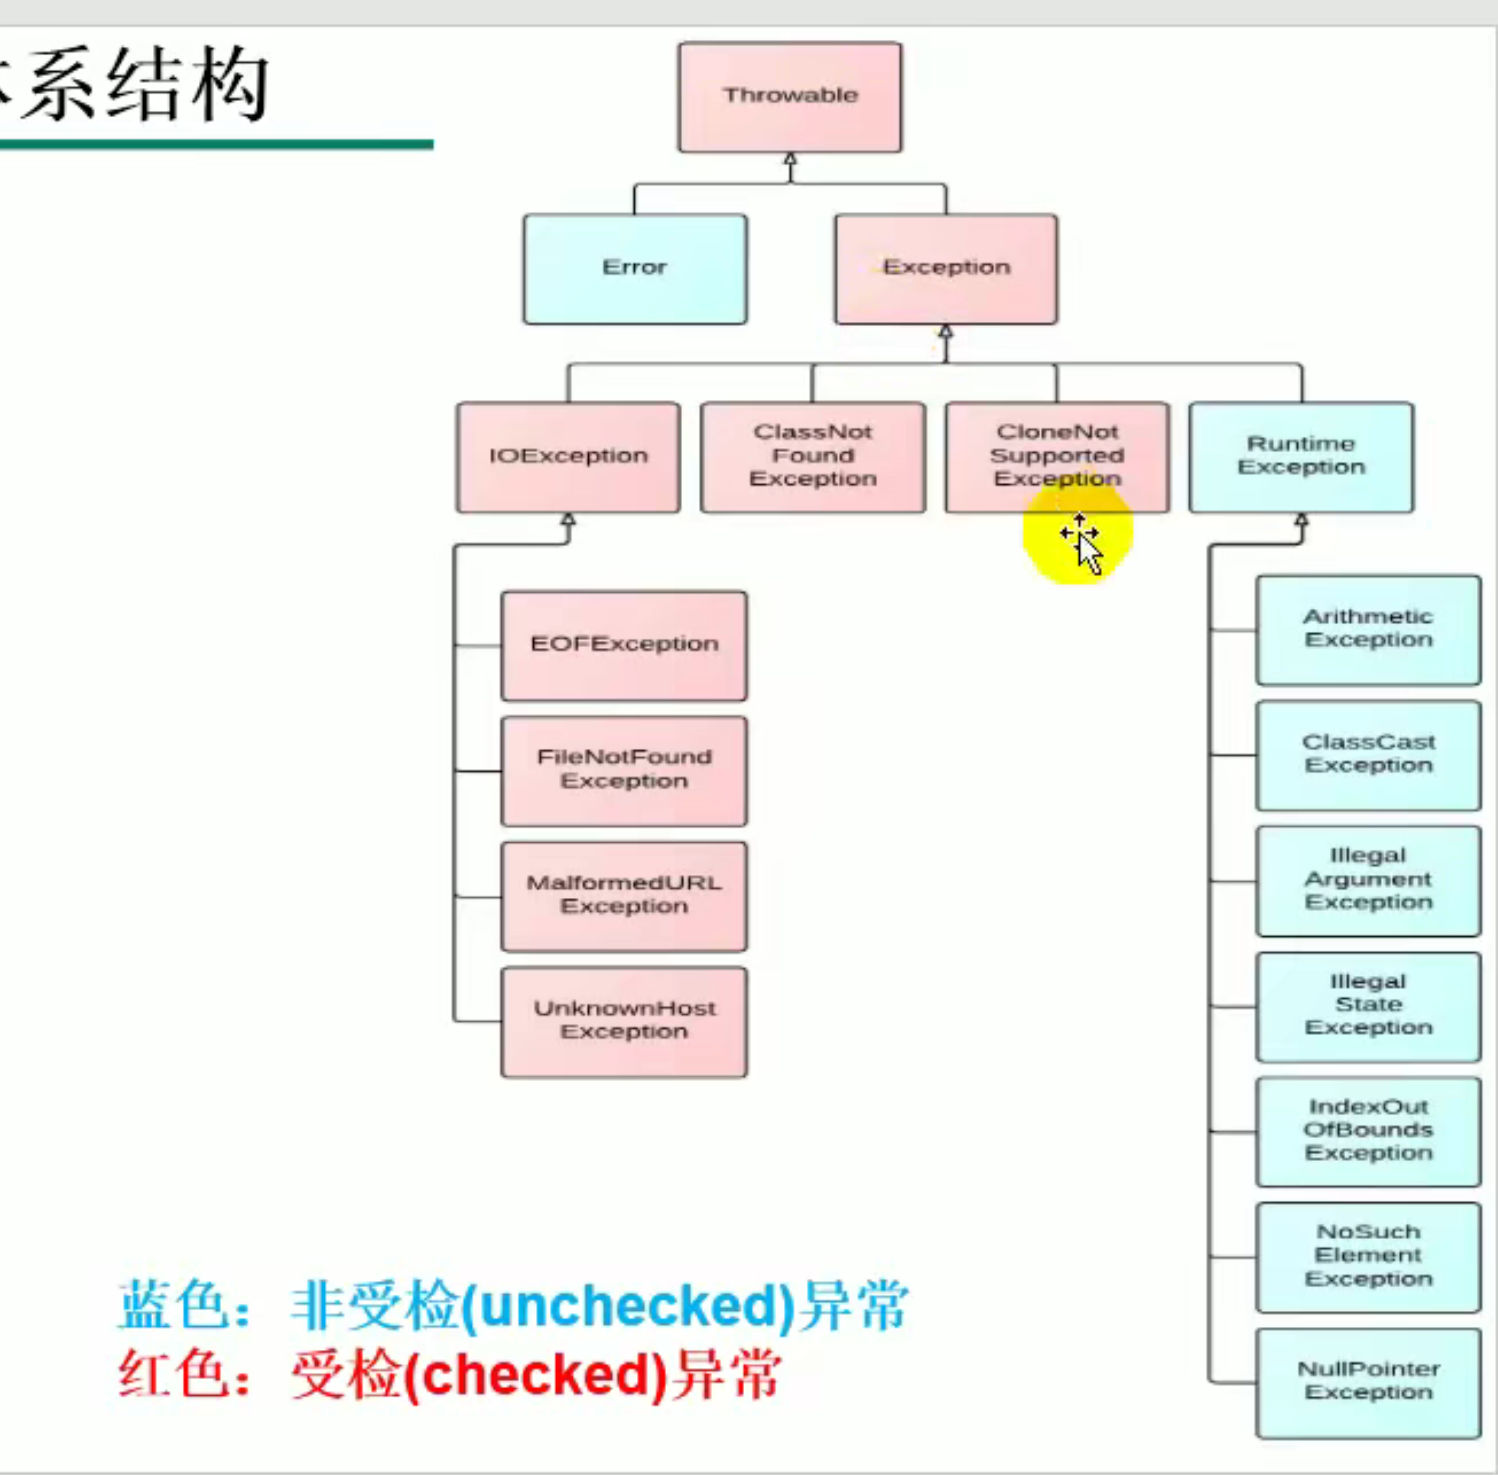 系结构
Throwable
Error
Exception
IOException
ClassNot
Found
Exception
CloneNot
Supported
Exception
Runtime
Exception
EOFException
FileNotFound
Exception
MalformedURL
Exception
UnknownHost
Exception
Arithmetic
Exception
ClassCast
Exception
Illegal
Argument
Exception
Illegal
State
Exception
IndexOut
OfBounds
Exception
NoSuch
Element
Exception
NullPointer
Exception
蓝色：非受检(unchecked)异常
红色：受检(checked)异常